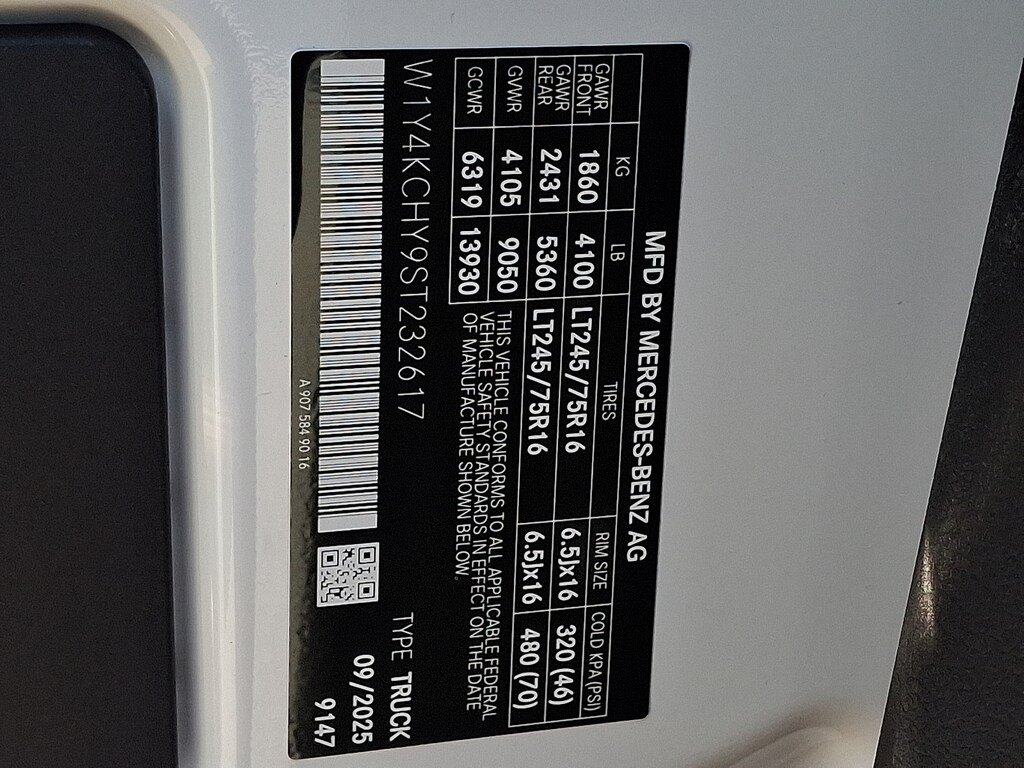 MFD BY MERCEDES-BENZ AG
KG LB TIRES RIM SIZE COLD KPA (PSI)
GAWR FRONT 1860 4100 LT245/75R16 6.5Jx16 320 (46)
GAWR REAR 2431 5360 LT245/75R16 6.5Jx16 480 (70)
GVWR 4105 9050
GCWR 6319 13930
THIS VEHICLE CONFORMS TO ALL APPLICABLE FEDERAL
VEHICLE SAFETY STANDARDS IN EFFECT ON THE DATE
OF MANUFACTURE SHOWN BELOW.
W1Y4KCHY9ST232617
TYPE TRUCK
09/2025
9147
A 907 584 90 16